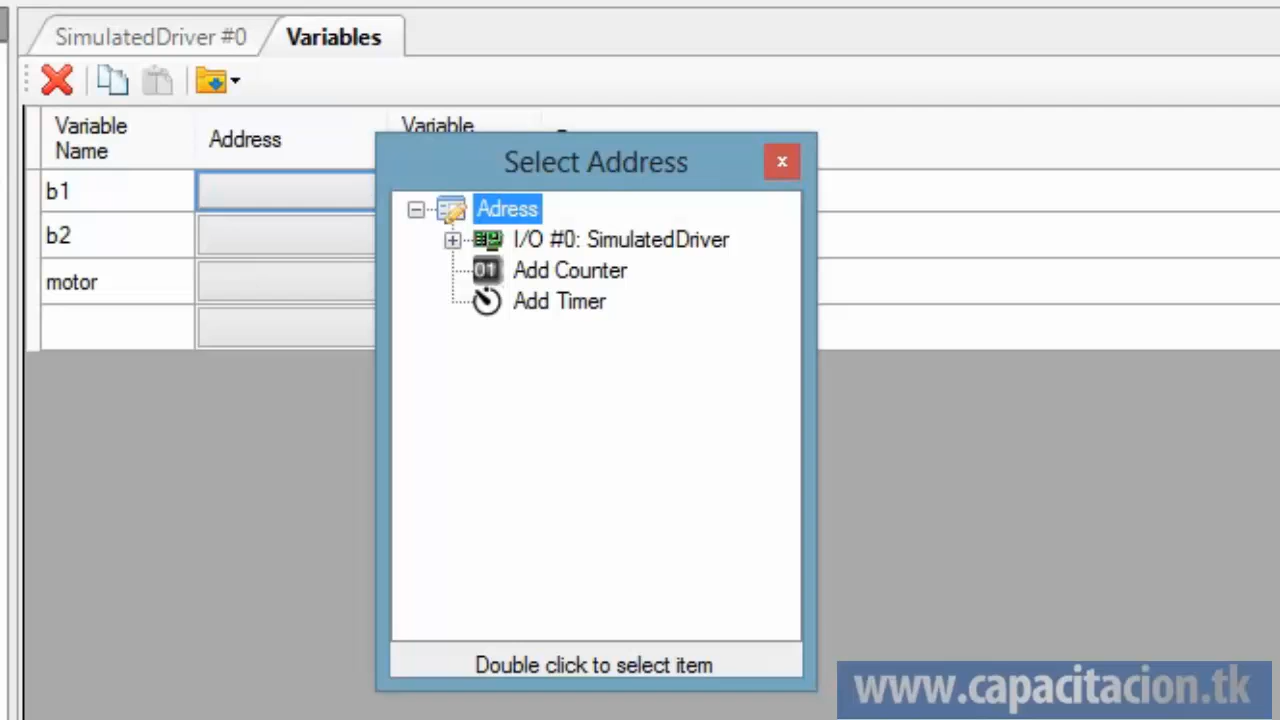 SimulatedDriver #0
Variables
Variable
Name
Address
Variable
b1
b2
motor
Select Address
x
Adress
I/O #0: SimulatedDriver
01
Add Counter
Add Timer
Double click to select item
www.capacitacion.tk